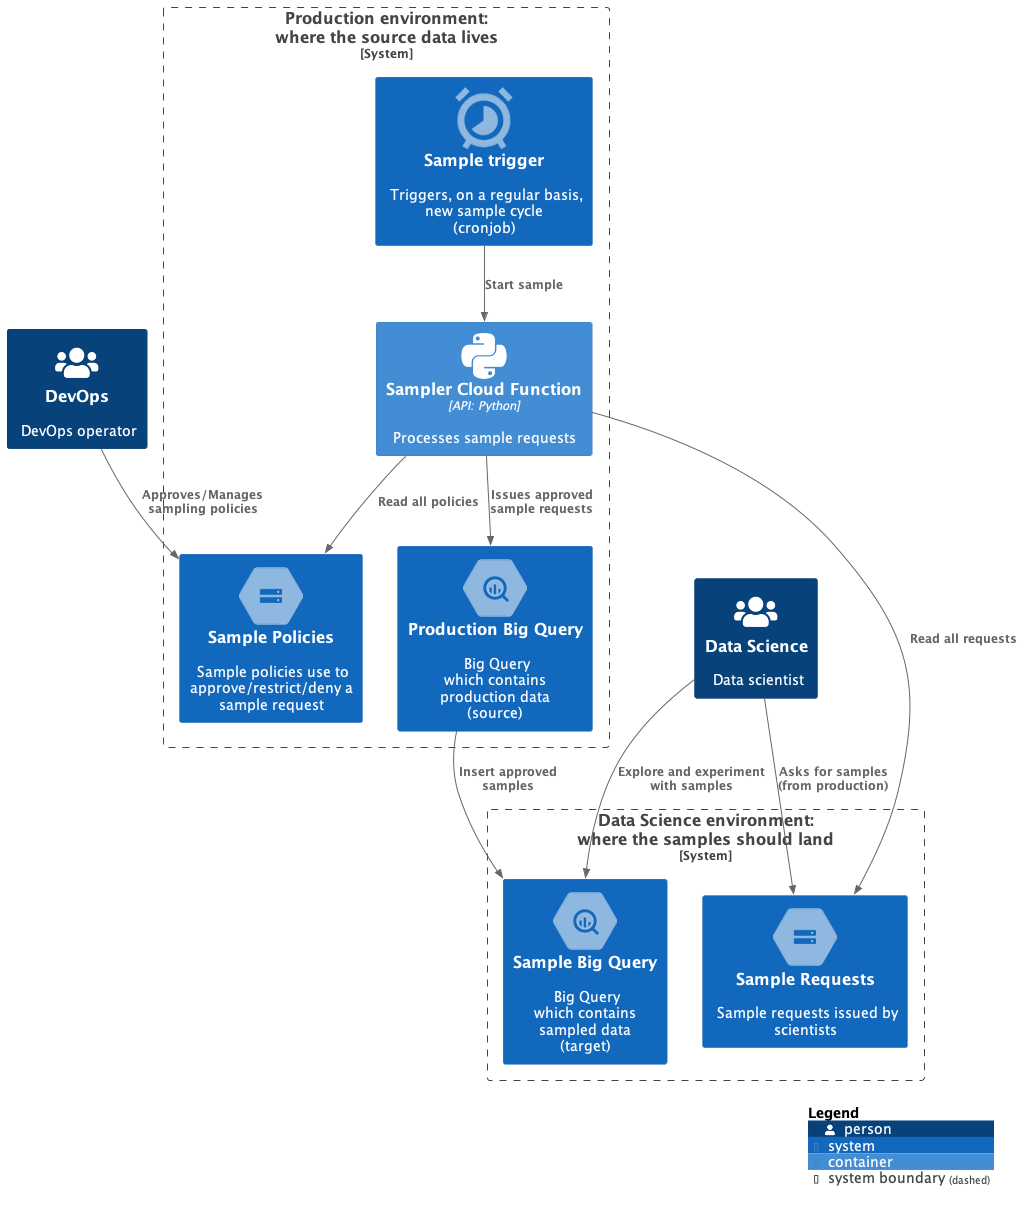 Production environment:
where the source data lives
[System]
Sample trigger
Triggers, on a regular basis,
new sample cycle
(cronjob)
Start sample
DevOps
DevOps operator
Sampler Cloud Function
[API: Python]
Processes sample requests
Approves/Manages
sampling policies
Read all policies
Issues approved
sample requests
Sample Policies
Sample policies use to
approve/restrict/deny a
sample request
Production Big Query
Big Query
which contains
production data
(source)
Data Science
Data scientist
Read all requests
Insert approved
samples
Explore and experiment
with samples
Asks for samples
(from production)
Data Science environment:
where the samples should land
[System]
Sample Big Query
Big Query
which contains
sampled data
(target)
Sample Requests
Sample requests issued by
scientists
Legend
person
system
container
system boundary (dashed)